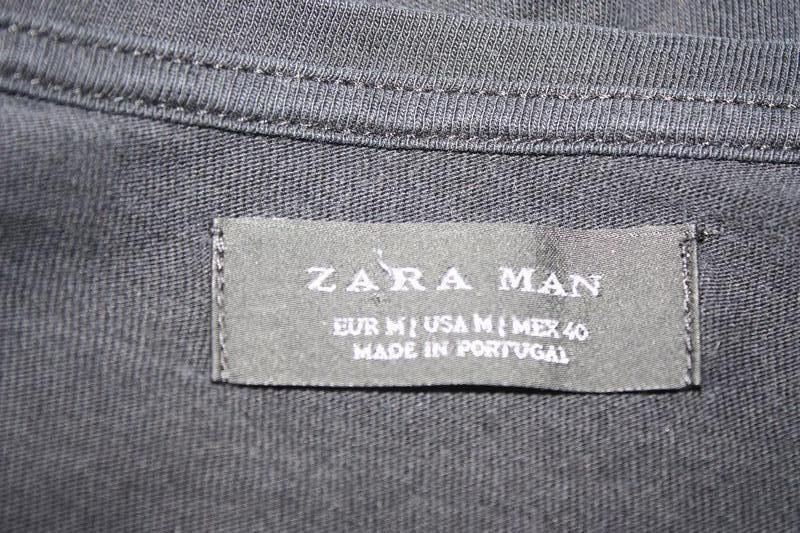 ZARA MAN
EUR M | USA M | MEX 40
MADE IN PORTUGAL